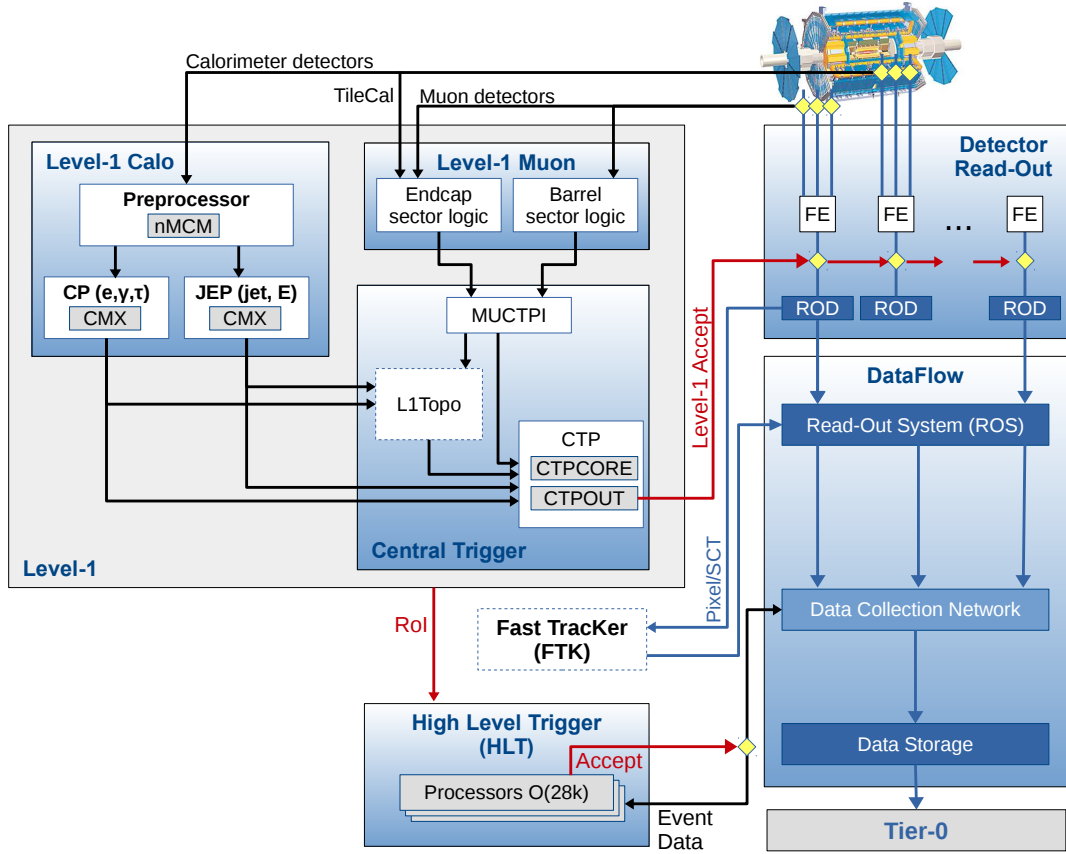 Calorimeter detectors
TileCal
Muon detectors
Level-1 Calo
Preprocessor
nMCM
CP (e,γ,τ)
CMX
JEP (jet, E)
CMX
Level-1 Muon
Endcap
sector logic
Barrel
sector logic
MUCTPI
L1Topo
CTP
CTPCORE
CTPOUT
Central Trigger
Level-1
Level-1 Accept
Detector
Read-Out
FE
FE
...
FE
ROD
ROD
ROD
DataFlow
Read-Out System (ROS)
Data Collection Network
Data Storage
Tier-0
Pixel/SCT
RoI
Fast TracKer
(FTK)
High Level Trigger
(HLT)
Accept
Processors O(28k)
Event
Data